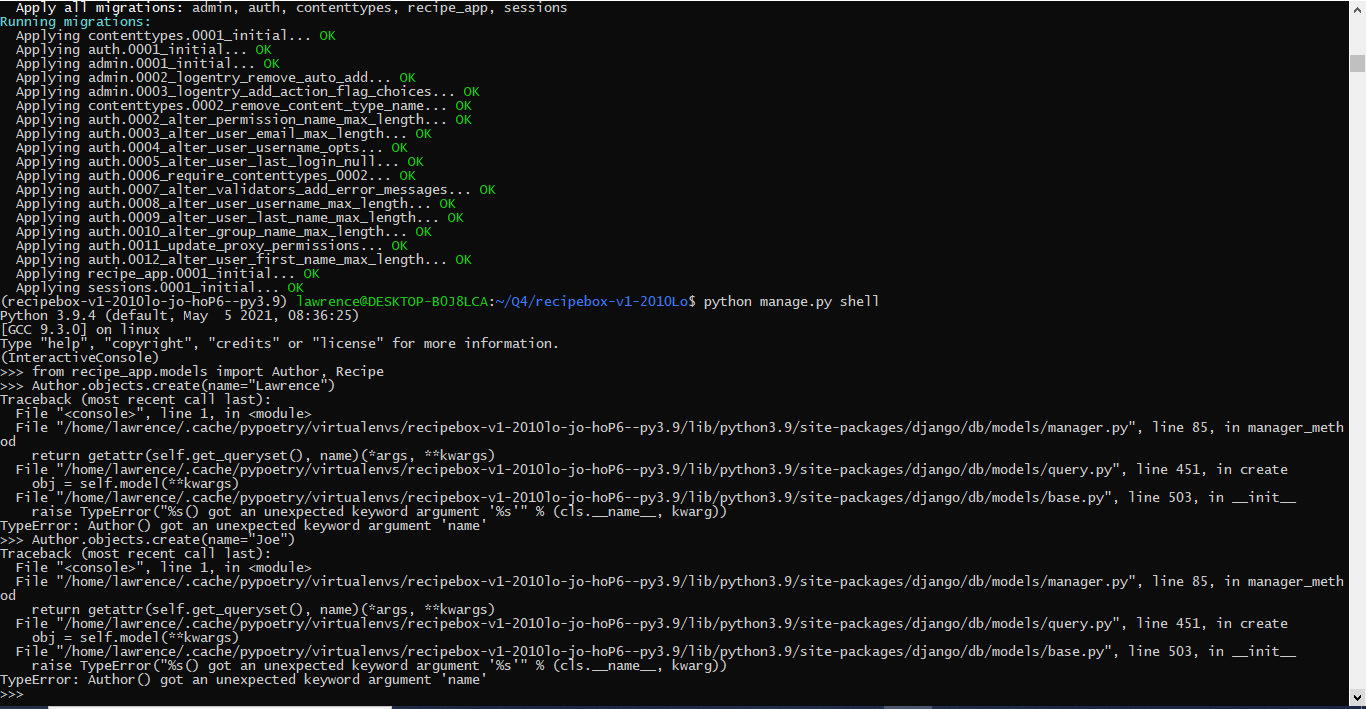 Apply all migrations: admin, auth, contenttypes, recipe_app, sessions
Running migrations:
Applying contenttypes.0001_initial... OK
Applying auth.0001_initial... OK
Applying admin.0001_initial... OK
Applying admin.0002_logentry_remove_auto_add... OK
Applying admin.0003_logentry_add_action_flag_choices... OK
Applying contenttypes.0002_remove_content_type_name... OK
Applying auth.0002_alter_permission_name_max_length... OK
Applying auth.0003_alter_user_email_max_length... OK
Applying auth.0004_alter_user_username_opts... OK
Applying auth.0005_alter_user_last_login_null... OK
Applying auth.0006_require_contenttypes_0002... OK
Applying auth.0007_alter_validators_add_error_messages... OK
Applying auth.0008_alter_user_username_max_length... OK
Applying auth.0009_alter_user_last_name_max_length... OK
Applying auth.0010_alter_group_name_max_length... OK
Applying auth.0011_update_proxy_permissions... OK
Applying auth.0012_alter_user_first_name_max_length... OK
Applying recipe_app.0001_initial... OK
Applying sessions.0001_initial... OK
(recipebox-v1-2010lo-jo-hoP6--py3.9) lawrence@DESKTOP-B0J8LCA:~/Q4/recipebox-v1-2010Lo$ python manage.py shell
Python 3.9.4 (default, May  5 2021, 08:36:25)
[GCC 9.3.0] on linux
Type "help", "copyright", "credits" or "license" for more information.
(InteractiveConsole)
>>> from recipe_app.models import Author, Recipe
>>> Author.objects.create(name="Lawrence")
Traceback (most recent call last):
File "<console>", line 1, in <module>
File "/home/lawrence/.cache/pypoetry/virtualenvs/recipebox-v1-2010lo-jo-hoP6--py3.9/lib/python3.9/site-packages/django/db/models/manager.py", line 85, in manager_meth
od
return getattr(self.get_queryset(), name)(*args, **kwargs)
File "/home/lawrence/.cache/pypoetry/virtualenvs/recipebox-v1-2010lo-jo-hoP6--py3.9/lib/python3.9/site-packages/django/db/models/query.py", line 451, in create
obj = self.model(**kwargs)
File "/home/lawrence/.cache/pypoetry/virtualenvs/recipebox-v1-2010lo-jo-hoP6--py3.9/lib/python3.9/site-packages/django/db/models/base.py", line 503, in __init__
raise TypeError("%s() got an unexpected keyword argument '%s'" % (cls.__name__, kwarg))
TypeError: Author() got an unexpected keyword argument 'name'
>>> Author.objects.create(name="Joe")
Traceback (most recent call last):
File "<console>", line 1, in <module>
File "/home/lawrence/.cache/pypoetry/virtualenvs/recipebox-v1-2010lo-jo-hoP6--py3.9/lib/python3.9/site-packages/django/db/models/manager.py", line 85, in manager_meth
od
return getattr(self.get_queryset(), name)(*args, **kwargs)
File "/home/lawrence/.cache/pypoetry/virtualenvs/recipebox-v1-2010lo-jo-hoP6--py3.9/lib/python3.9/site-packages/django/db/models/query.py", line 451, in create
obj = self.model(**kwargs)
File "/home/lawrence/.cache/pypoetry/virtualenvs/recipebox-v1-2010lo-jo-hoP6--py3.9/lib/python3.9/site-packages/django/db/models/base.py", line 503, in __init__
raise TypeError("%s() got an unexpected keyword argument '%s'" % (cls.__name__, kwarg))
TypeError: Author() got an unexpected keyword argument 'name'
>>>